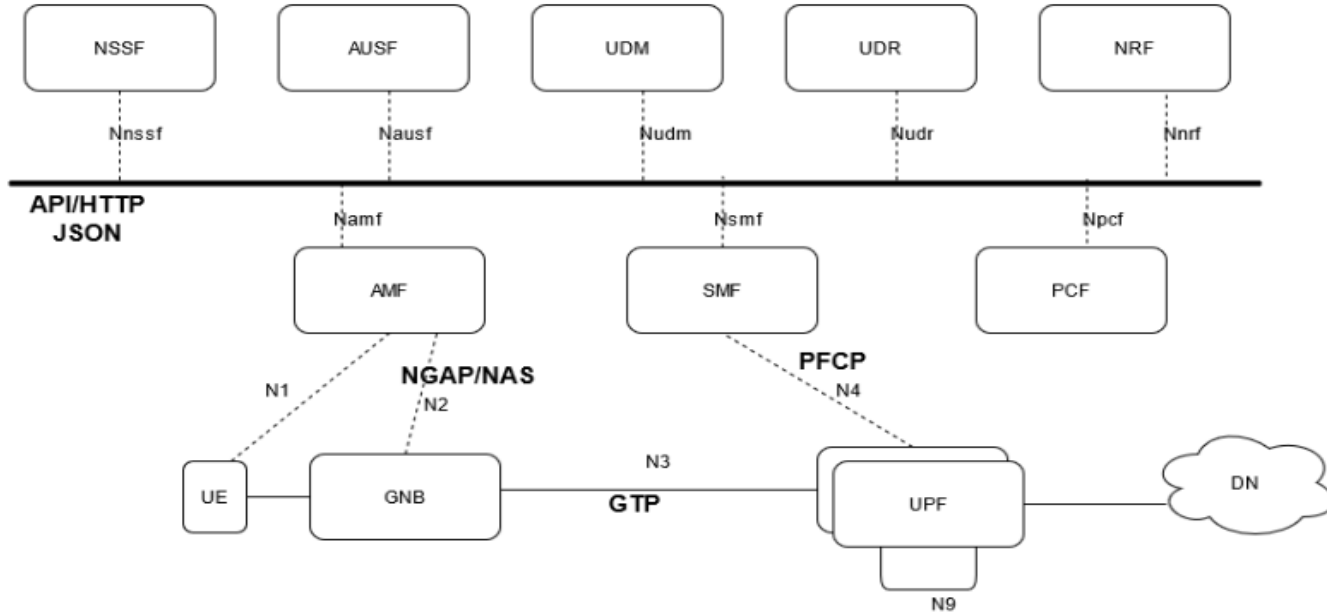 NSSF
AUSF
UDM
UDR
NRF
Nnssf
Nausf
Nudm
Nudr
Nnrf
API/HTTP
JSON
Namf
Nsmf
Npcf
AMF
SMF
PCF
N1
NGAP/NAS
N2
PFCP
N4
UE
GNB
N3
GTP
UPF
DN
N9